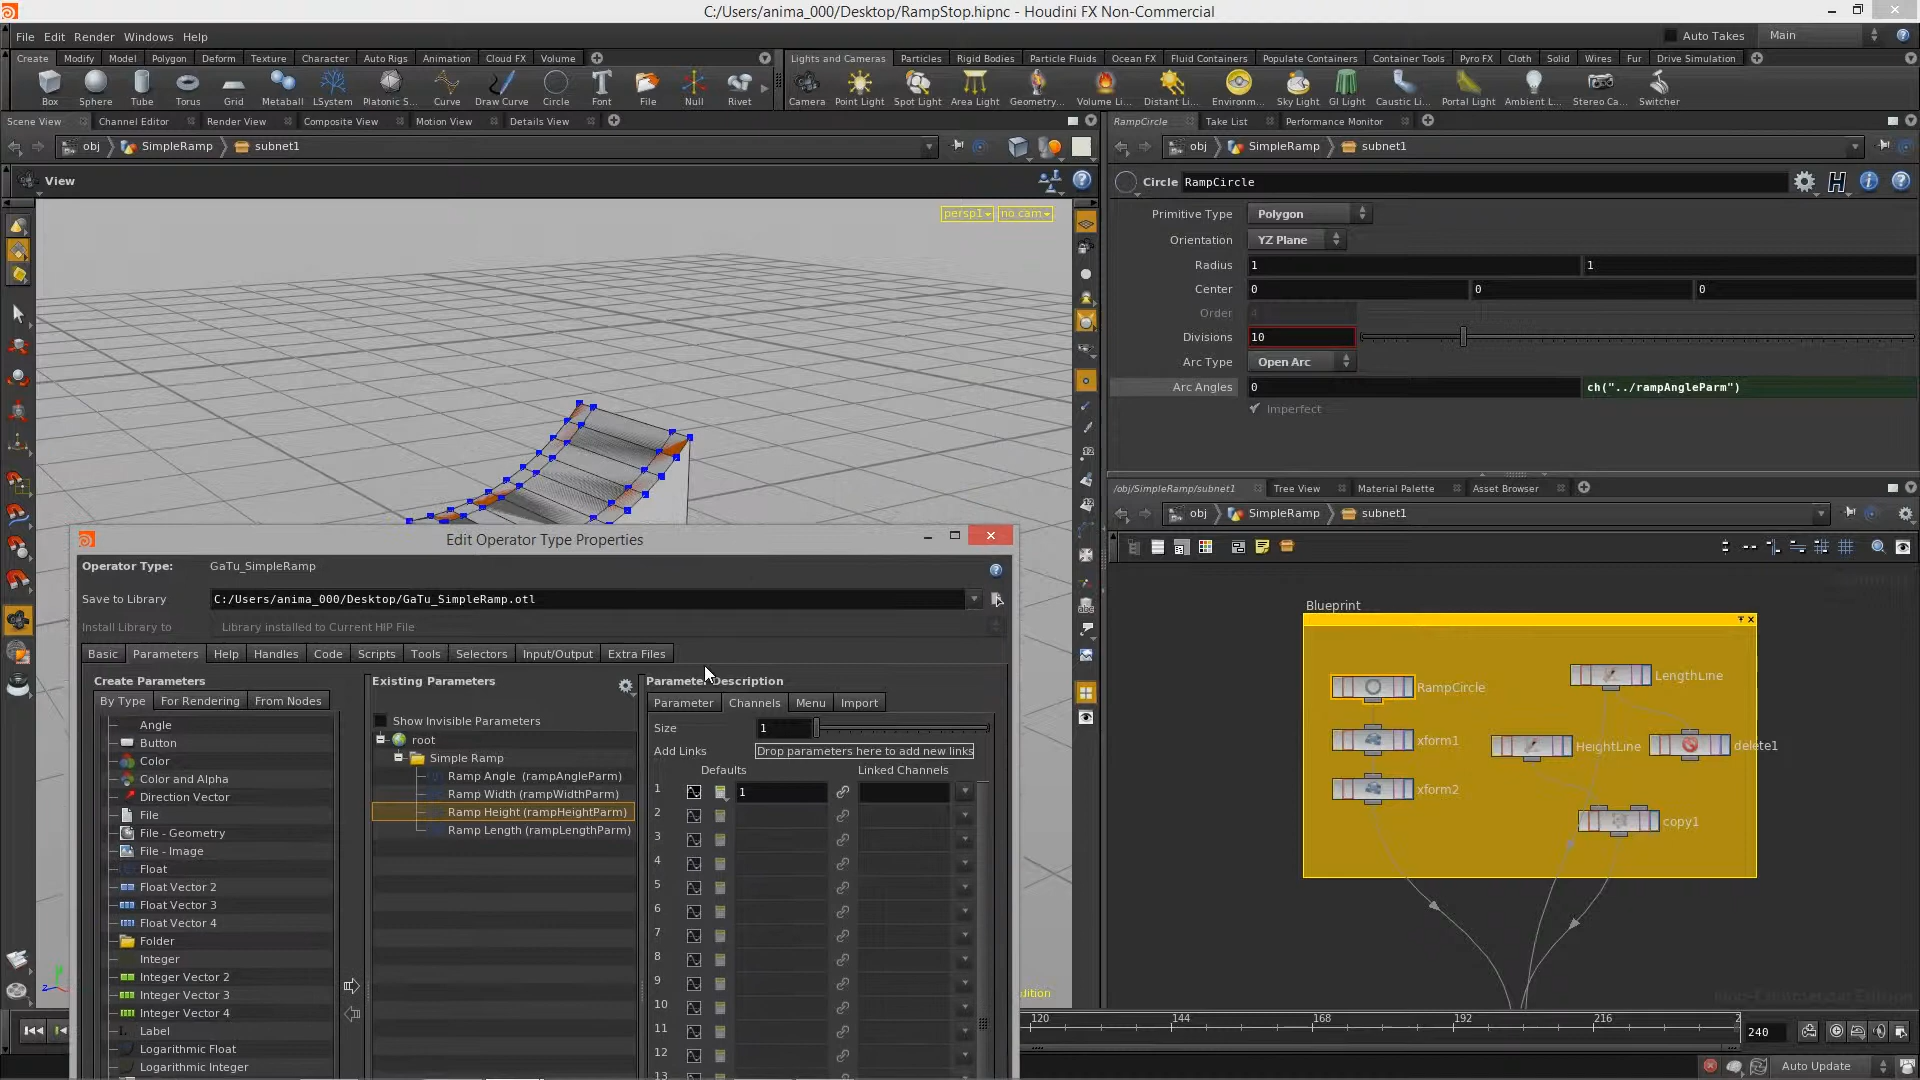 C:/Users/anima_000/Desktop/RampStop.hipnc - Houdini FX Non-Commercial
File Edit Render Windows Help
Auto Takes Main
Create Modify Model Polygon Deform Texture Character Auto Rigs Animation Cloud FX Volume
Lights and Cameras Particles Rigid Bodies Particle Fluids Ocean FX Fluid Containers Populate Containers Container Tools Pyro FX Cloth Solid Wires Fur Drive Simulation
Box Sphere Tube Torus Grid Metaball LSystem Platonic S... Curve Draw Curve Circle Font File Null Rivet
Camera Point Light Spot Light Area Light Geometry... Volume Li... Distant Li... Environm... Sky Light GI Light Caustic Li... Portal Light Ambient L... Stereo Ca... Switcher
Scene View Channel Editor Render View Composite View Motion View Details View
RampCircle Take List Performance Monitor
obj SimpleRamp subnet1
obj SimpleRamp subnet1
View
persp1 no cam
Circle RampCircle
Primitive Type Polygon
Orientation YZ Plane
Radius 1 1
Center 0 0 0
Order 4
Divisions 10
Arc Type Open Arc
Arc Angles 0 ch("../rampAngleParm")
Imperfect
/obj/SimpleRamp/subnet1 Tree View Material Palette Asset Browser
obj SimpleRamp subnet1
Blueprint
RampCircle
LengthLine
xform1
HeightLine
delete1
xform2
copy1
Edit Operator Type Properties
Operator Type: GaTu_SimpleRamp
Save to Library C:/Users/anima_000/Desktop/GaTu_SimpleRamp.otl
Install Library to Library installed to Current HIP File
Basic Parameters Help Handles Code Scripts Tools Selectors Input/Output Extra Files
Create Parameters
By Type For Rendering From Nodes
Angle
Button
Color
Color and Alpha
Direction Vector
File
File - Geometry
File - Image
Float
Float Vector 2
Float Vector 3
Float Vector 4
Folder
Integer
Integer Vector 2
Integer Vector 3
Integer Vector 4
Label
Logarithmic Float
Logarithmic Integer
Existing Parameters
Show Invisible Parameters
root
Simple Ramp
Ramp Angle (rampAngleParm)
Ramp Width (rampWidthParm)
Ramp Height (rampHeightParm)
Ramp Length (rampLengthParm)
Parameter Description
Parameter Channels Menu Import
Size 1
Add Links Drop parameters here to add new links
Defaults Linked Channels
1 1
2
3
4
5
6
7
8
9
10
11
12
13
120 144 168 192 216 2
240
Auto Update